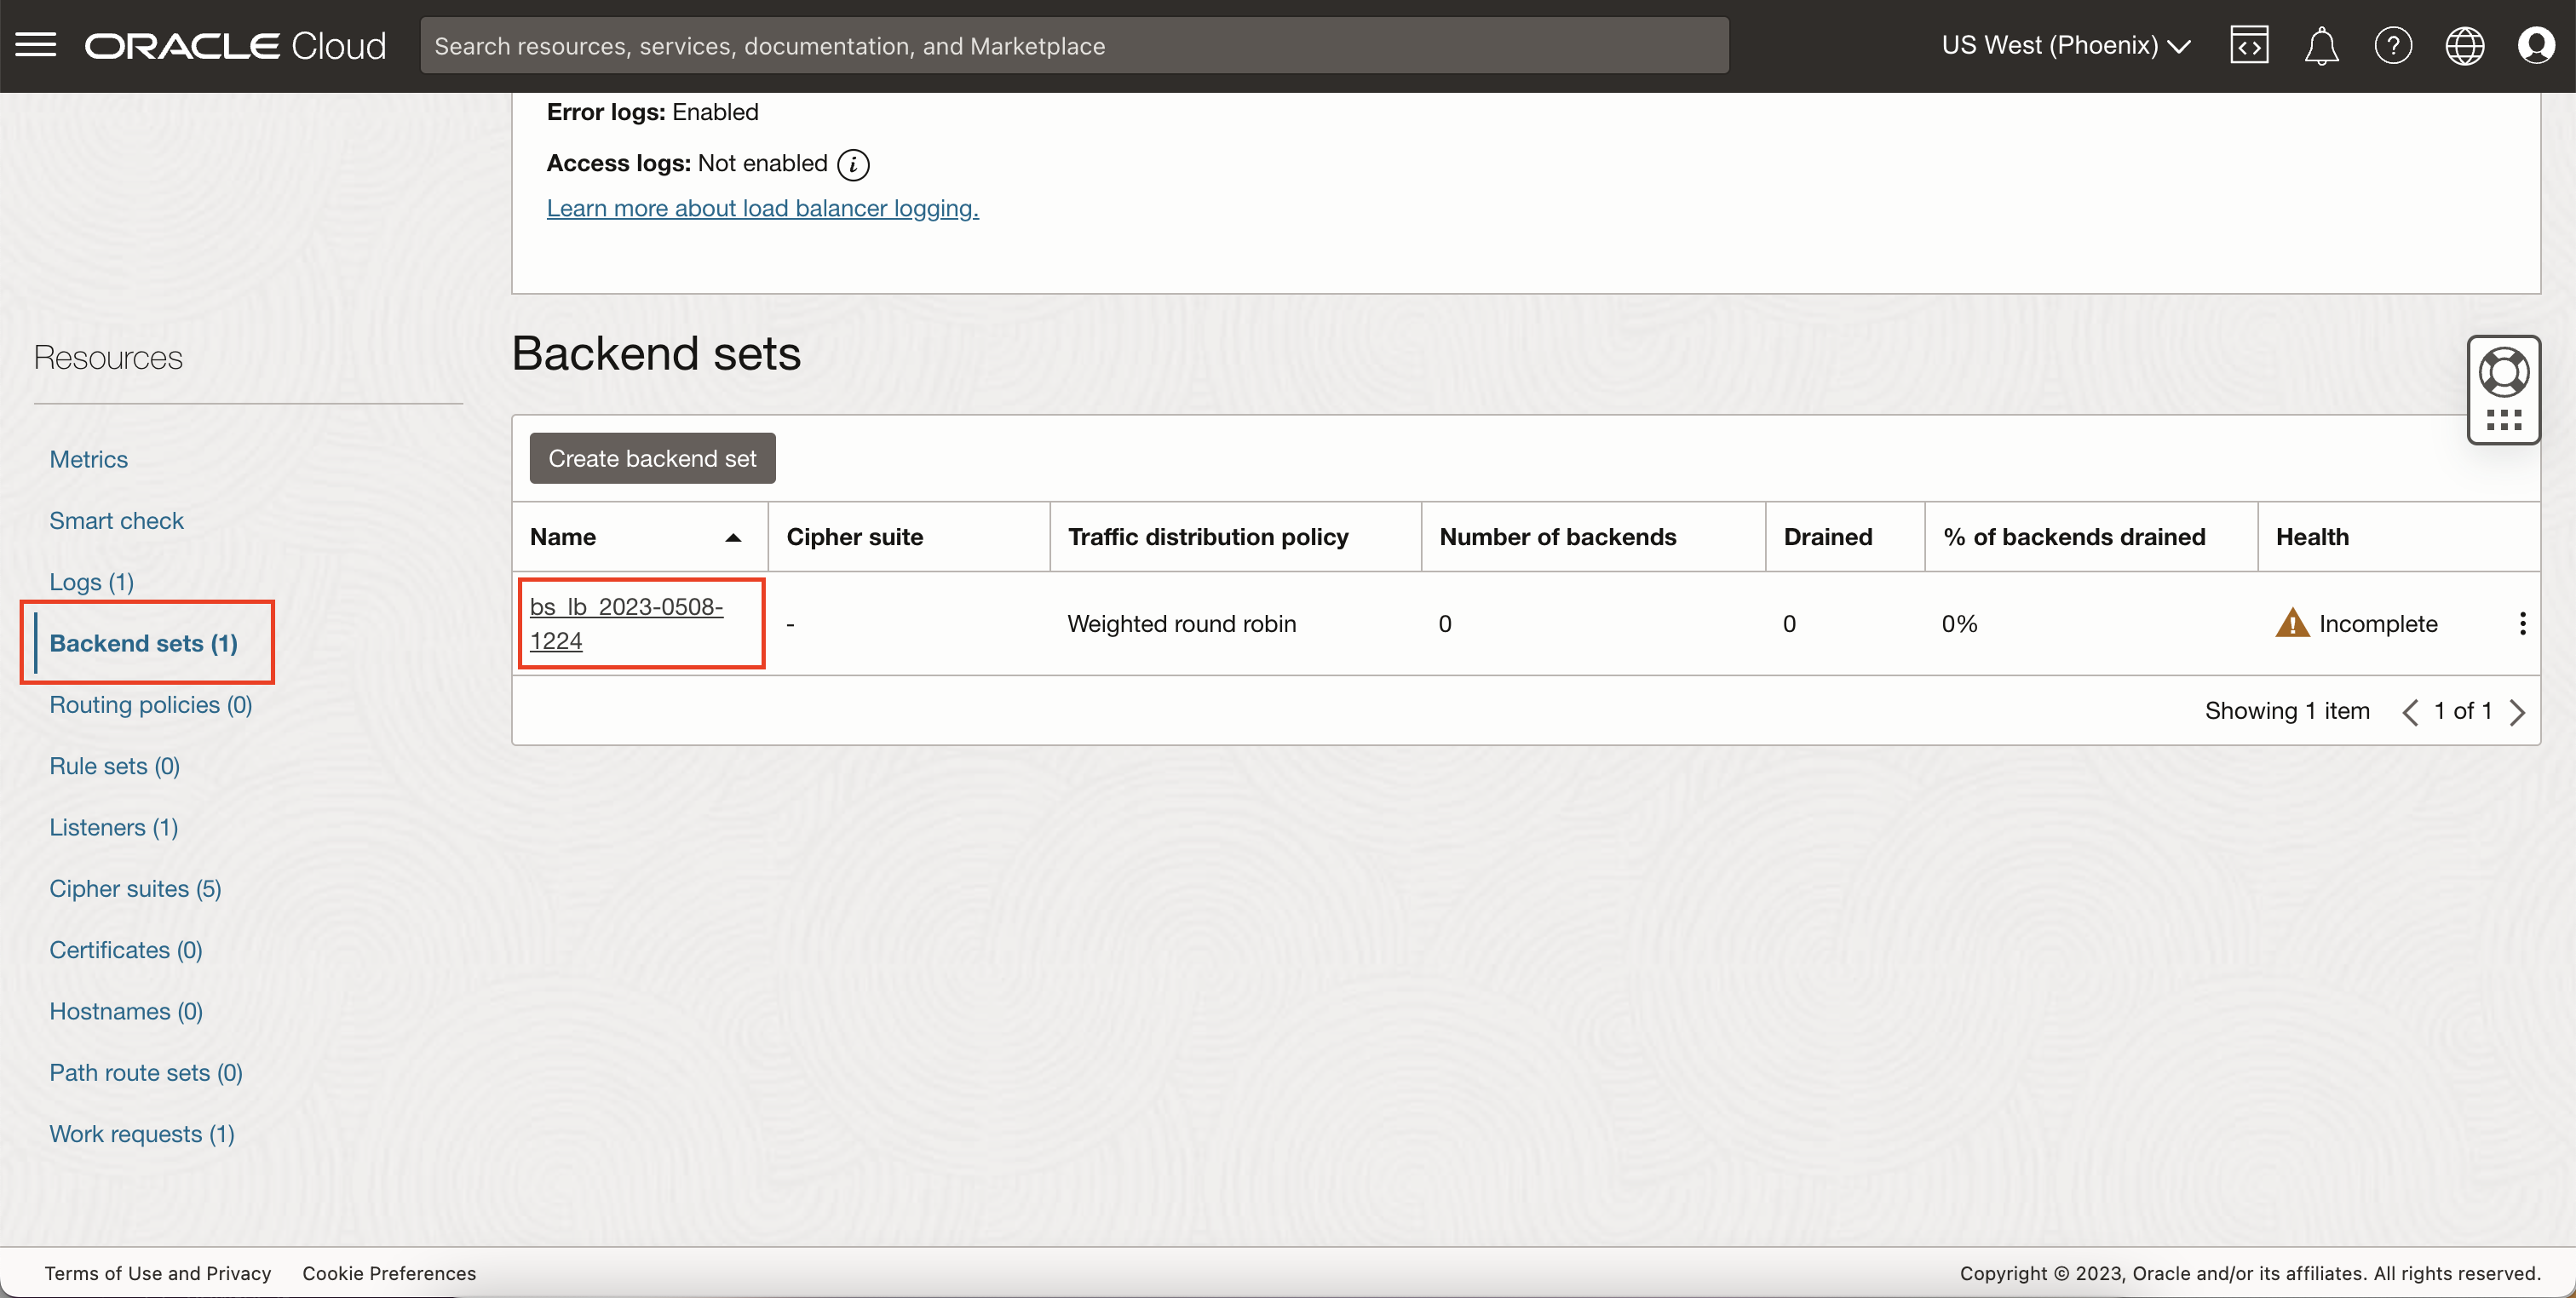 ORACLE Cloud
Search resources, services, documentation, and Marketplace
US West (Phoenix)
Error logs: Enabled
Access logs: Not enabled
Learn more about load balancer logging.
Resources
Metrics
Smart check
Logs (1)
Backend sets (1)
Routing policies (0)
Rule sets (0)
Listeners (1)
Cipher suites (5)
Certificates (0)
Hostnames (0)
Path route sets (0)
Work requests (1)
Backend sets
Create backend set
Name Cipher suite Traffic distribution policy Number of backends Drained % of backends drained Health
bs_lb_2023-0508-
1224
- Weighted round robin 0 0 0% Incomplete
Showing 1 item 1 of 1
Terms of Use and Privacy Cookie Preferences
Copyright © 2023, Oracle and/or its affiliates. All rights reserved.